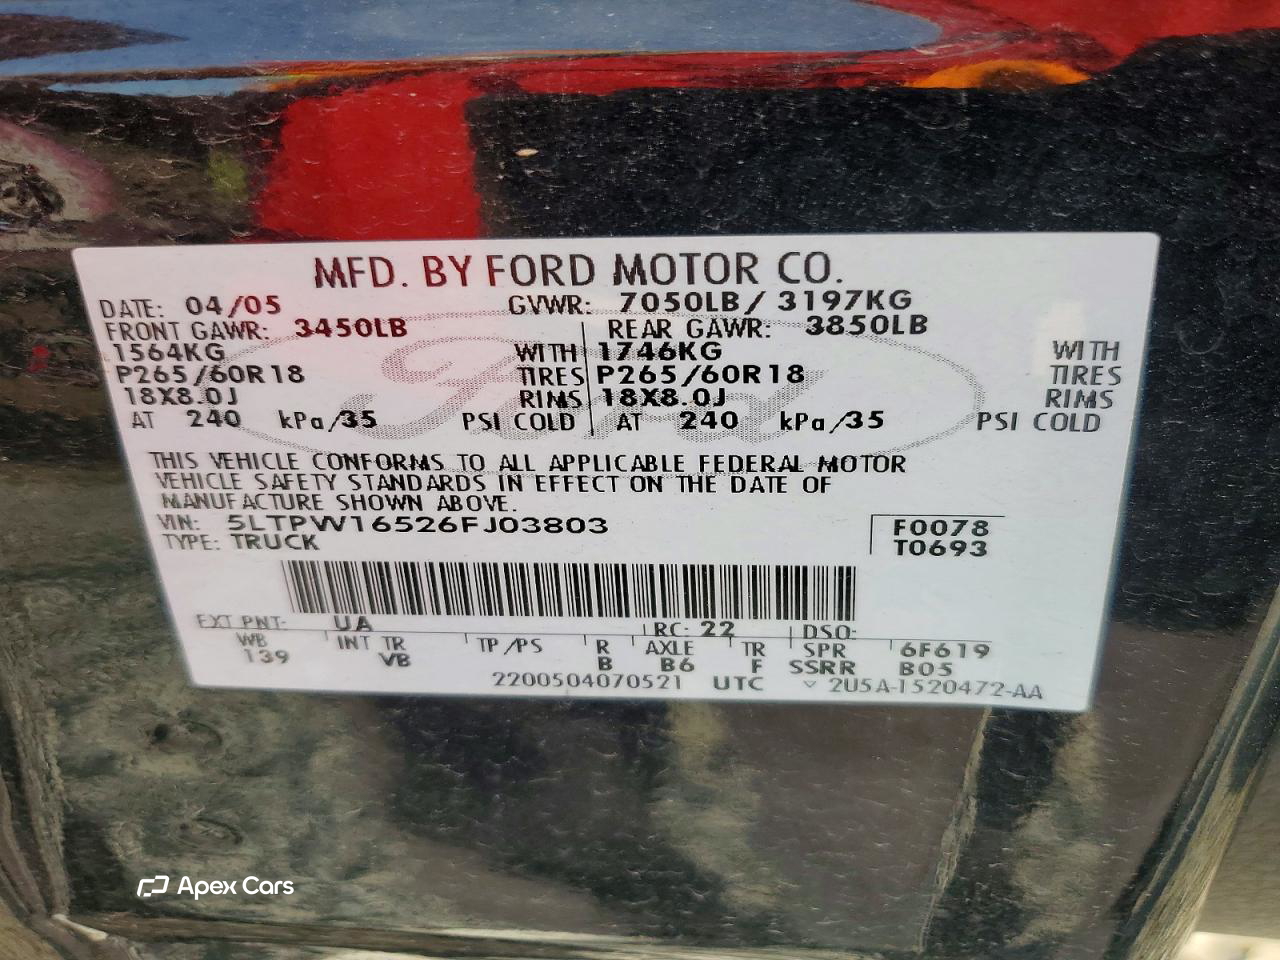 MFD. BY FORD MOTOR CO.
DATE: 04/05 GVWR: 7050LB/ 3197KG
FRONT GAWR: 3450LB REAR GAWR: 3850LB
1564KG WITH 1746KG WITH
P265/60R18 TIRES P265/60R18 TIRES
18X8.0J RIMS 18X8.0J RIMS
AT 240 kPa/35 PSI COLD AT 240 kPa/35 PSI COLD
THIS VEHICLE CONFORMS TO ALL APPLICABLE FEDERAL MOTOR
VEHICLE SAFETY STANDARDS IN EFFECT ON THE DATE OF
MANUFACTURE SHOWN ABOVE.
VIN: 5LTPW16526FJ03803 F0078
TYPE: TRUCK T0693
EXT PNT: UA RC: 22 DSO:
WB INT TR TP/PS R AXLE TR SPR 6F619
139 VB B B6 F SSRR B05
2200504070521 UTC ▽ 2U5A-1520472-AA
Ford
Apex Cars